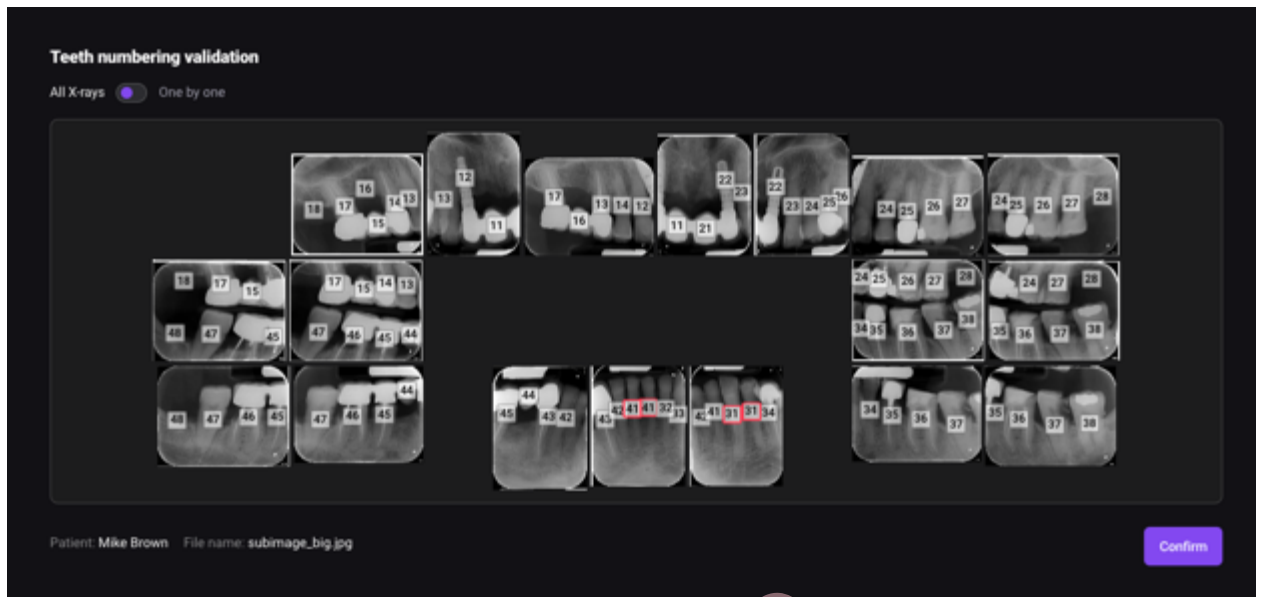 Teeth numbering validation
All X-rays One by one
18 17 16 15 14 13
13 12 11
17 16 13 14 12
11 21 22 23
22 23 24 25 26
24 25 26 27
24 25 26 27 28
18 17 15
48 47 45
17 15 14 13
47 46 45 44
24 25 26 27 28
34 35 36 37 38
24 27 28
35 36 37 38
48 47 46 45
47 46 45 44
45 44 43 42
43 42 41 41 32 33
42 41 31 31 34
34 35 36 37
35 36 37 38
Patient: Mike Brown File name: subimage_big.jpg
Confirm